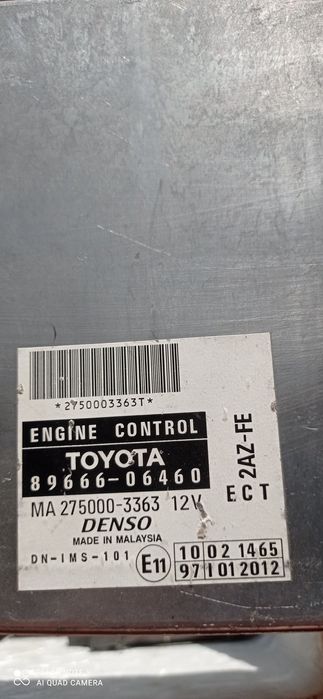 *2750003363T*
ENGINE CONTROL
TOYOTA
89666-06460
MA 275000-3363 12V
DENSO
MADE IN MALAYSIA
DN-IMS-101
E11
10 02 1465
97 I 01 2012
2AZ-FE
ECT
AI QUAD CAMERA